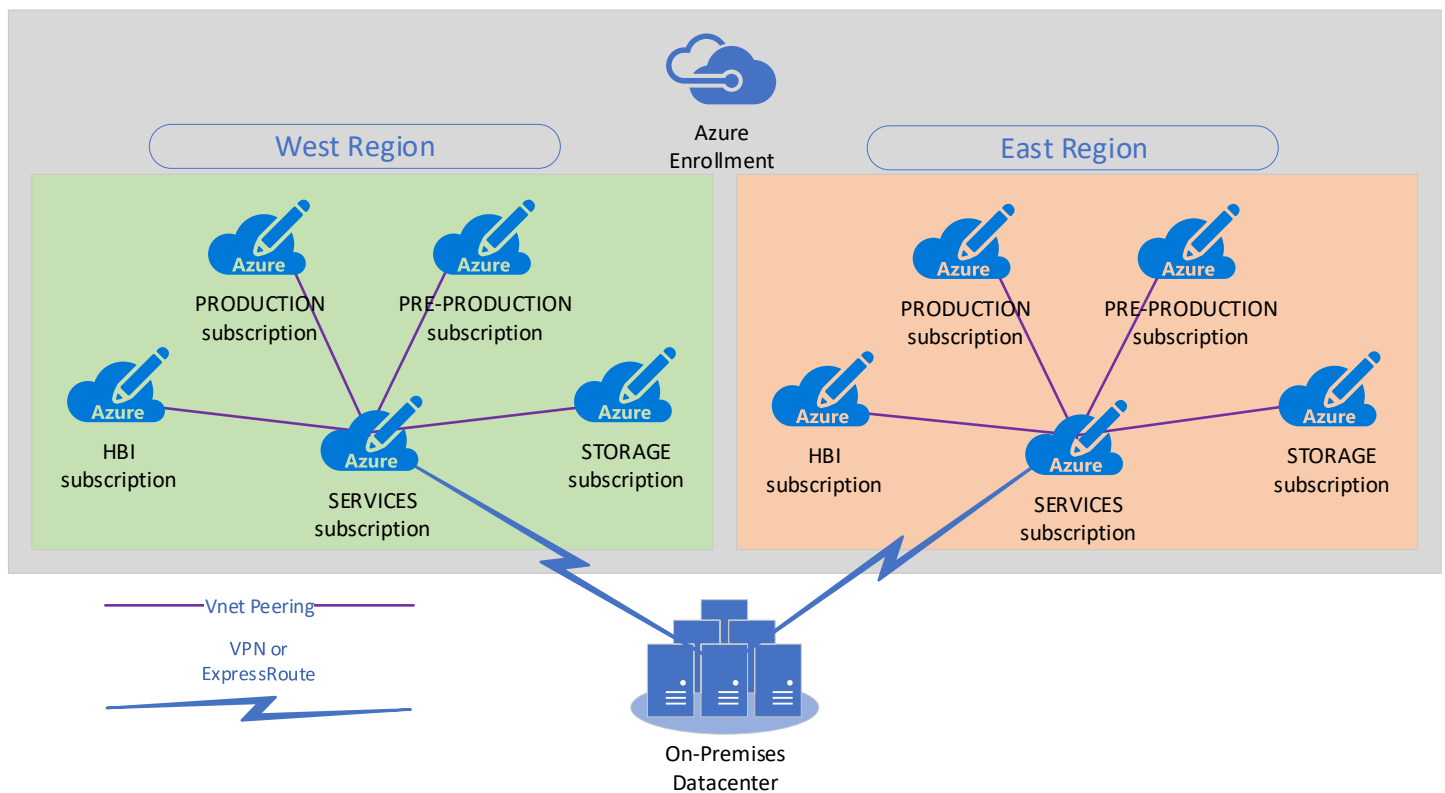 Azure
Enrollment
West Region
Azure
PRODUCTION
subscription
Azure
PRE-PRODUCTION
subscription
Azure
HBI
subscription
Azure
SERVICES
subscription
Azure
STORAGE
subscription
East Region
Azure
PRODUCTION
subscription
Azure
PRE-PRODUCTION
subscription
Azure
HBI
subscription
Azure
SERVICES
subscription
Azure
STORAGE
subscription
Vnet Peering
VPN or
ExpressRoute
On-Premises
Datacenter